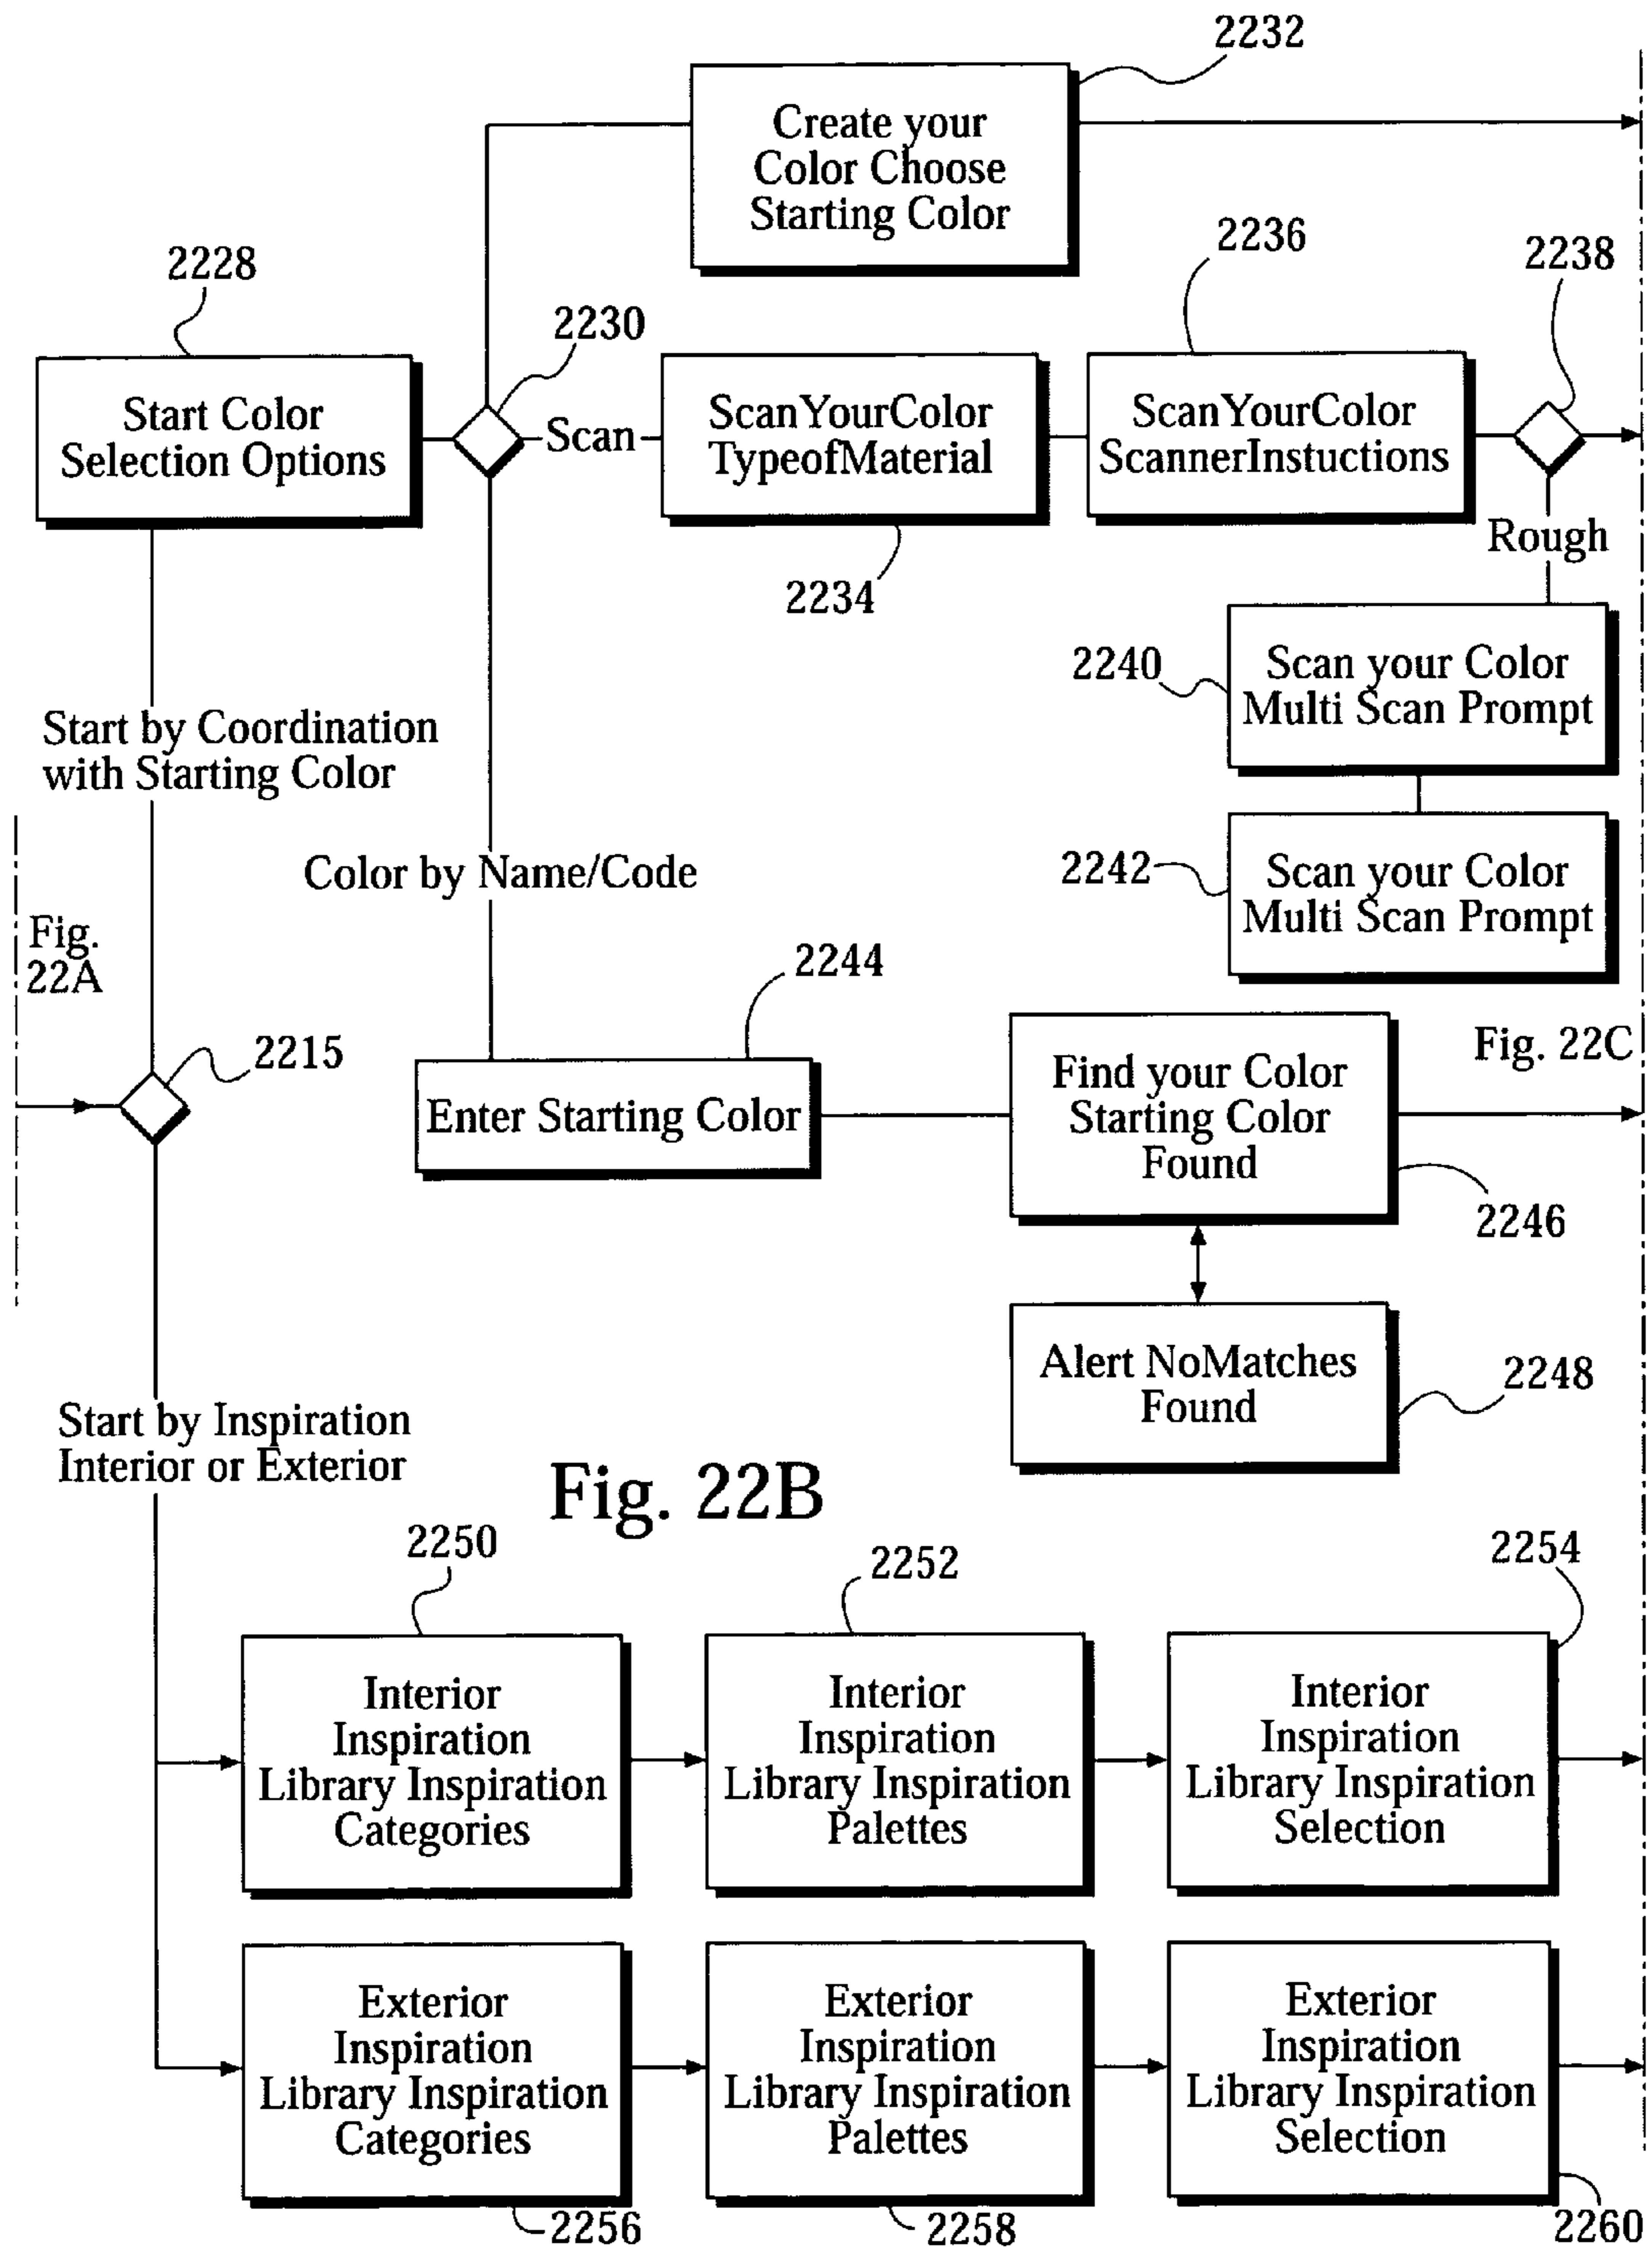 2232
Create your
Color Choose
Starting Color
2228
2230
2236
2238
Start Color
Selection Options
Scan
ScanYourColor
TypeofMaterial
ScanYourColor
ScannerInstuctions
Rough
2234
2240
Scan your Color
Multi Scan Prompt
Start by Coordination
with Starting Color
2242
Scan your Color
Multi Scan Prompt
Color by Name/Code
Fig.
22A
2244
2215
Enter Starting Color
Find your Color
Starting Color
Found
Fig. 22C
2246
Alert NoMatches
Found
2248
Start by Inspiration
Interior or Exterior
Fig. 22B
2250
2252
2254
Interior
Inspiration
Library Inspiration
Categories
Interior
Inspiration
Library Inspiration
Palettes
Interior
Inspiration
Library Inspiration
Selection
Exterior
Inspiration
Library Inspiration
Categories
Exterior
Inspiration
Library Inspiration
Palettes
Exterior
Inspiration
Library Inspiration
Selection
2256
2258
2260